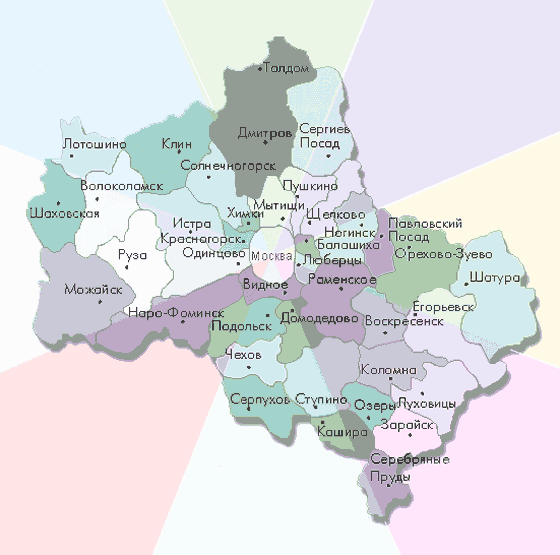 Толдом
Дмитров
Сергиев
Посад
Лотошино
Клин
Солнечногорск
Волоколамск
Пушкино
Шаховская
Химки
Мытищи
Щелково
Истра
Красногорск
Ногинск
Павловский
Посад
Балашиха
Руза
Одинцово
Москва
Люберцы
Орехово-Зуево
Можайск
Видное
Раменское
Шатура
Наро-Фоминск
Подольск
Домодедово
Воскресенск
Егорьевск
Чехов
Коломна
Серпухов
Ступино
Озеры
Луховицы
Кашира
Зарайск
Серебряные
Пруды